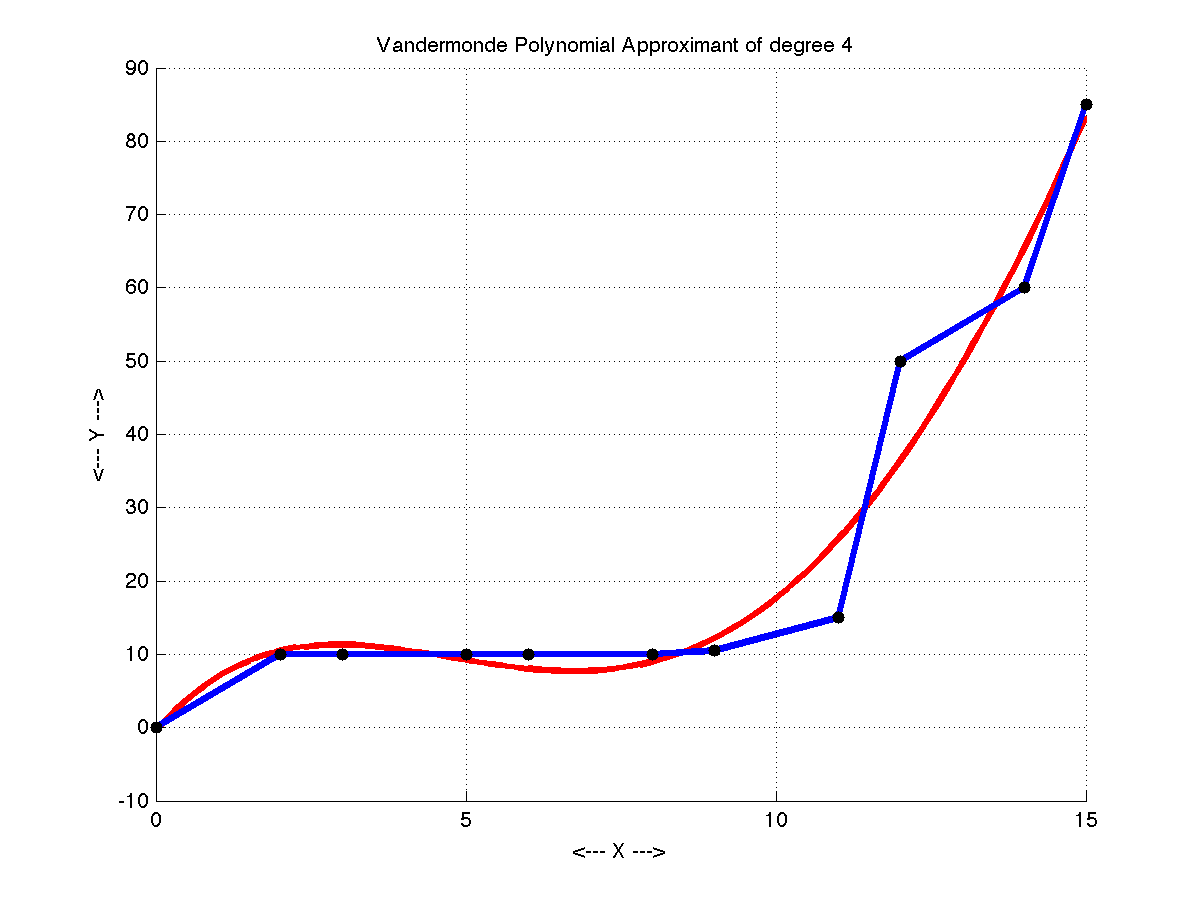 Vandermonde Polynomial Approximant of degree 4
90
80
70
60
50
40
30
20
10
0
-10
<--- Y --->
0 5 10 15
<--- X --->